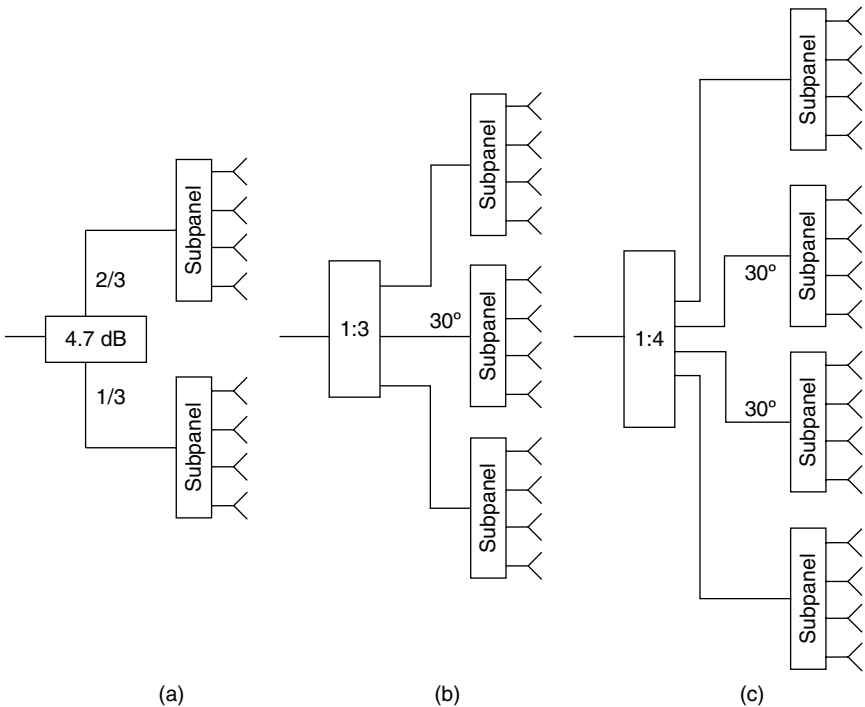 2/3
4.7 dB
1/3
Subpanel
Subpanel
(a)
1:3
30º
Subpanel
Subpanel
Subpanel
(b)
1:4
30º
30º
Subpanel
Subpanel
Subpanel
Subpanel
(c)